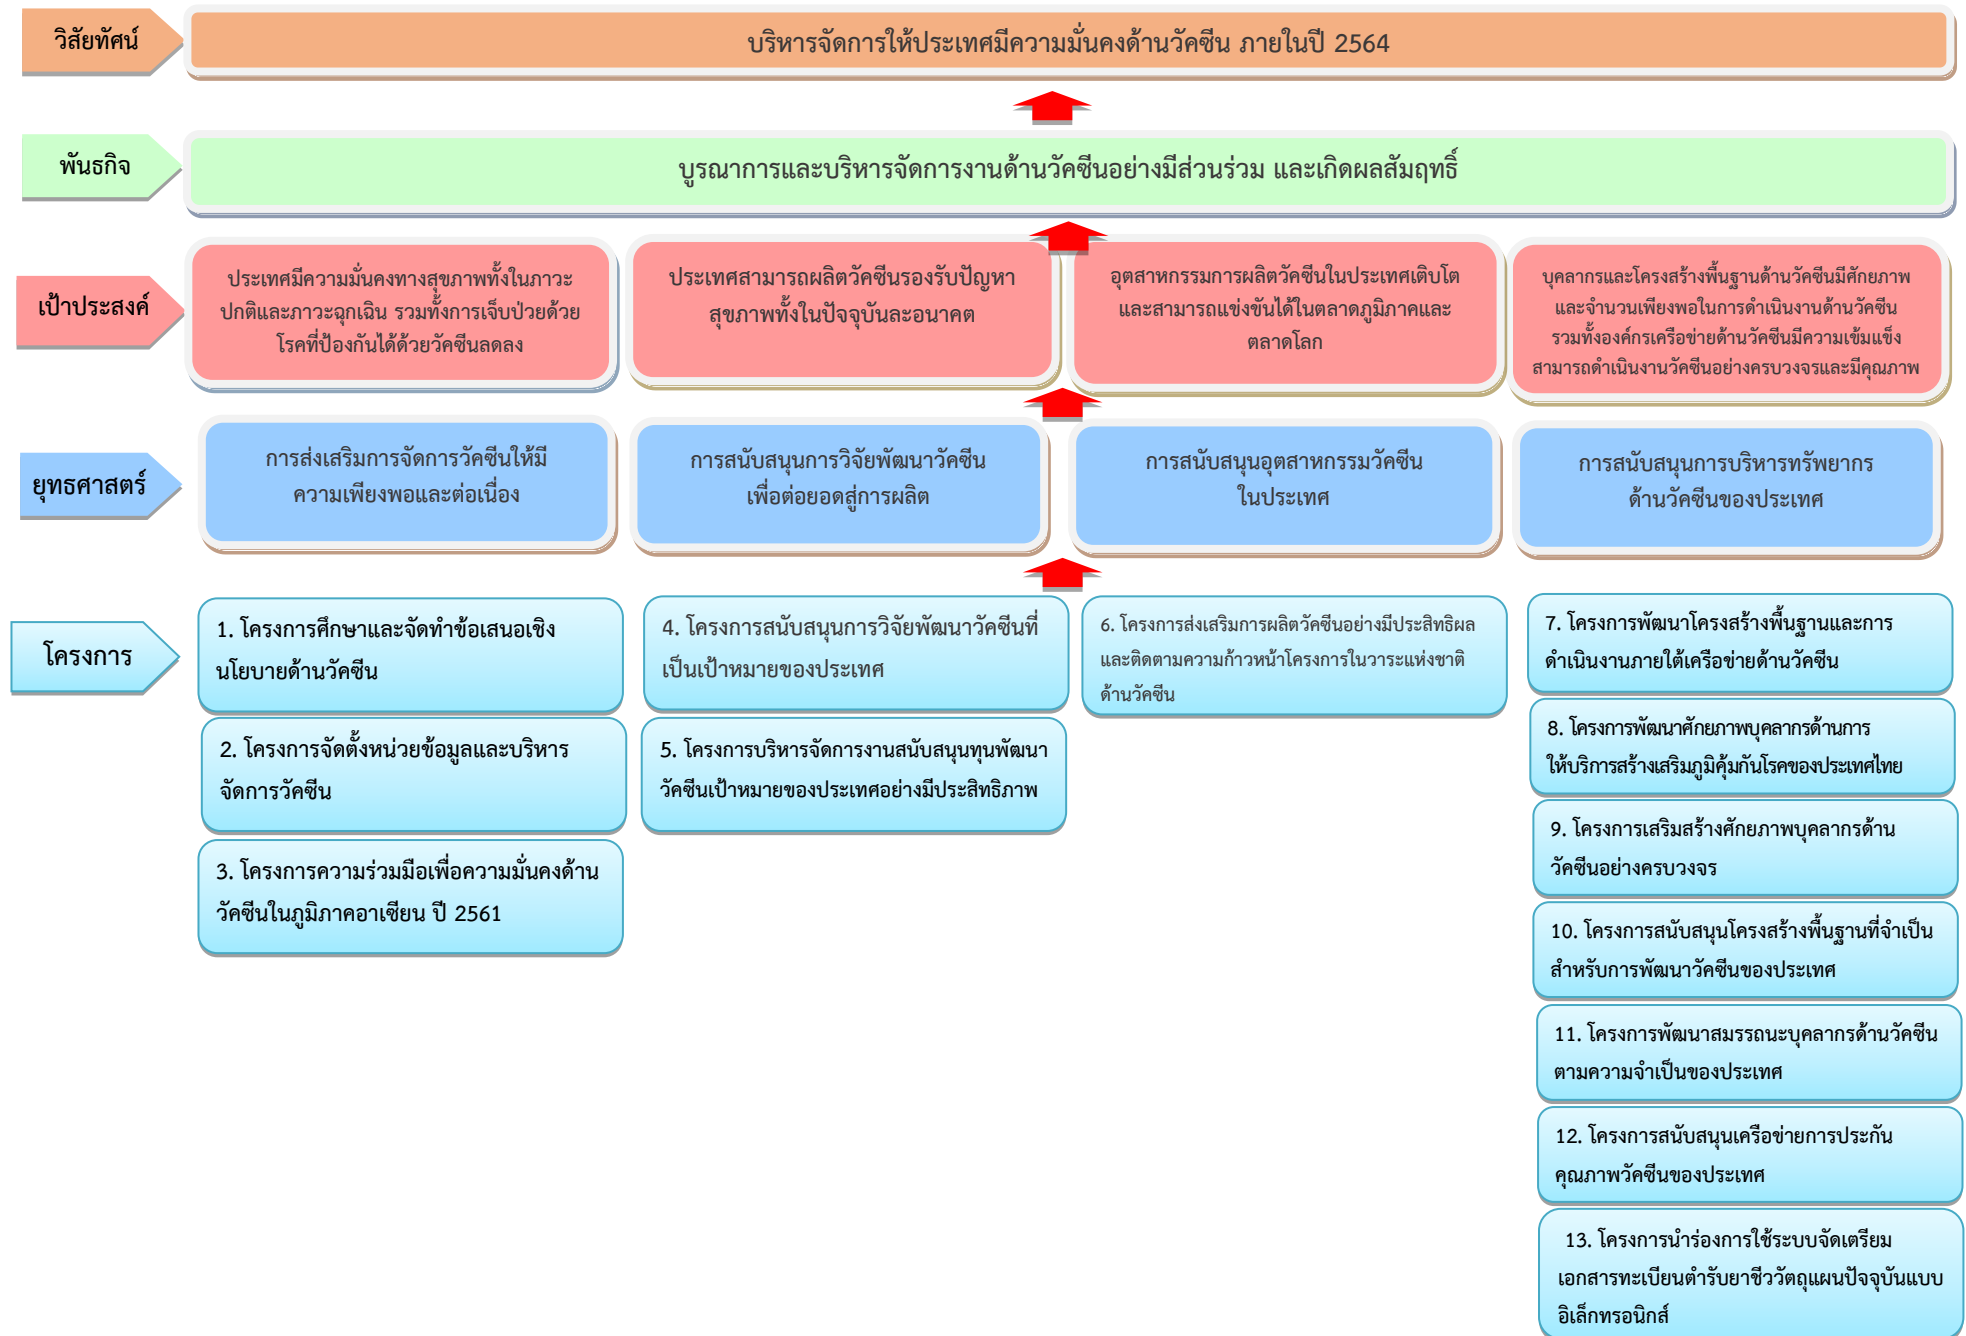 วิสัยทัศน์
บริหารจัดการให้ประเทศมีความมั่นคงด้านวัคซีน ภายในปี 2564
พันธกิจ
บูรณาการและบริหารจัดการงานด้านวัคซีนอย่างมีส่วนร่วม และเกิดผลสัมฤทธิ์
เป้าประสงค์
ประเทศมีความมั่นคงทางสุขภาพทั้งในภาวะ
ปกติและภาวะฉุกเฉิน รวมทั้งการเจ็บป่วยด้วย
โรคที่ป้องกันได้ด้วยวัคซีนลดลง
ประเทศสามารถผลิตวัคซีนรองรับปัญหา
สุขภาพทั้งในปัจจุบันละอนาคต
อุตสาหกรรมการผลิตวัคซีนในประเทศเติบโต
และสามารถแข่งขันได้ในตลาดภูมิภาคและ
ตลาดโลก
บุคลากรและโครงสร้างพื้นฐานด้านวัคซีนมีศักยภาพ
และจำนวนเพียงพอในการดำเนินงานด้านวัคซีน
รวมทั้งองค์กรเครือข่ายด้านวัคซีนมีความเข้มแข็ง
สามารถดำเนินงานวัคซีนอย่างครบวงจรและมีคุณภาพ
ยุทธศาสตร์
การส่งเสริมการจัดการวัคซีนให้มี
ความเพียงพอและต่อเนื่อง
การสนับสนุนการวิจัยพัฒนาวัคซีน
เพื่อต่อยอดสู่การผลิต
การสนับสนุนอุตสาหกรรมวัคซีน
ในประเทศ
การสนับสนุนการบริหารทรัพยากร
ด้านวัคซีนของประเทศ
โครงการ
1. โครงการศึกษาและจัดทำข้อเสนอเชิง
นโยบายด้านวัคซีน
2. โครงการจัดตั้งหน่วยข้อมูลและบริหาร
จัดการวัคซีน
3. โครงการความร่วมมือเพื่อความมั่นคงด้าน
วัคซีนในภูมิภาคอาเซียน ปี 2561
4. โครงการสนับสนุนการวิจัยพัฒนาวัคซีนที่
เป็นเป้าหมายของประเทศ
5. โครงการบริหารจัดการงานสนับสนุนทุนพัฒนา
วัคซีนเป้าหมายของประเทศอย่างมีประสิทธิภาพ
6. โครงการส่งเสริมการผลิตวัคซีนอย่างมีประสิทธิผล
และติดตามความก้าวหน้าโครงการในวาระแห่งชาติ
ด้านวัคซีน
7. โครงการพัฒนาโครงสร้างพื้นฐานและการ
ดำเนินงานภายใต้เครือข่ายด้านวัคซีน
8. โครงการพัฒนาศักยภาพบุคลากรด้านการ
ให้บริการสร้างเสริมภูมิคุ้มกันโรคของประเทศไทย
9. โครงการเสริมสร้างศักยภาพบุคลากรด้าน
วัคซีนอย่างครบวงจร
10. โครงการสนับสนุนโครงสร้างพื้นฐานที่จำเป็น
สำหรับการพัฒนาวัคซีนของประเทศ
11. โครงการพัฒนาสมรรถนะบุคลากรด้านวัคซีน
ตามความจำเป็นของประเทศ
12. โครงการสนับสนุนเครือข่ายการประกัน
คุณภาพวัคซีนของประเทศ
13. โครงการนำร่องการใช้ระบบจัดเตรียม
เอกสารทะเบียนตำรับยาชีววัตถุแผนปัจจุบันแบบ
อิเล็กทรอนิกส์